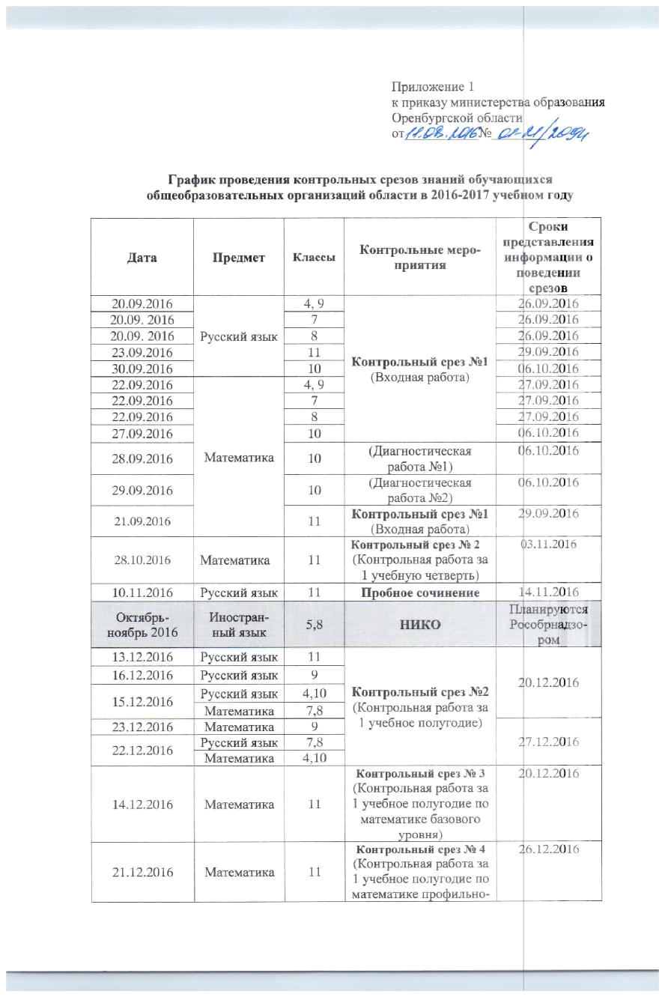 Приложение 1
к приказу министерства образования
Оренбургской области
от 11.08.2016 № 01-21/2094
График проведения контрольных срезов знаний обучающихся
общеобразовательных организаций области в 2016-2017 учебном году
Дата Предмет Классы Контрольные меро-
приятия
Сроки
представления
информации о
поведении
срезов
20.09.2016 Русский язык 4, 9 26.09.2016
20.09. 2016 7 26.09.2016
20.09. 2016 8 26.09.2016
23.09.2016 11 29.09.2016
30.09.2016 10 06.10.2016
Контрольный срез №1
(Входная работа)
22.09.2016 Математика 4, 9 27.09.2016
22.09.2016 7 27.09.2016
22.09.2016 8 27.09.2016
27.09.2016 10 06.10.2016
28.09.2016 10 (Диагностическая
работа №1)
06.10.2016
29.09.2016 10 (Диагностическая
работа №2)
06.10.2016
21.09.2016 11 Контрольный срез №1
(Входная работа)
29.09.2016
28.10.2016 Математика 11 Контрольный срез № 2
(Контрольная работа за
1 учебную четверть)
03.11.2016
10.11.2016 Русский язык 11 Пробное сочинение 14.11.2016
Октябрь-
ноябрь 2016
Иностран-
ный язык
5,8 НИКО Планируются
Рособрнадзо-
ром
13.12.2016 Русский язык 11
16.12.2016 Русский язык 9
15.12.2016 Русский язык 4,10
Математика 7,8
20.12.2016
Контрольный срез №2
(Контрольная работа за
1 учебное полугодие)
23.12.2016 Математика 9
22.12.2016 Русский язык 7,8
Математика 4,10
27.12.2016
14.12.2016 Математика 11 Контрольный срез № 3
(Контрольная работа за
1 учебное полугодие по
математике базового
уровня)
20.12.2016
21.12.2016 Математика 11 Контрольный срез № 4
(Контрольная работа за
1 учебное полугодие по
математике профильно-
26.12.2016